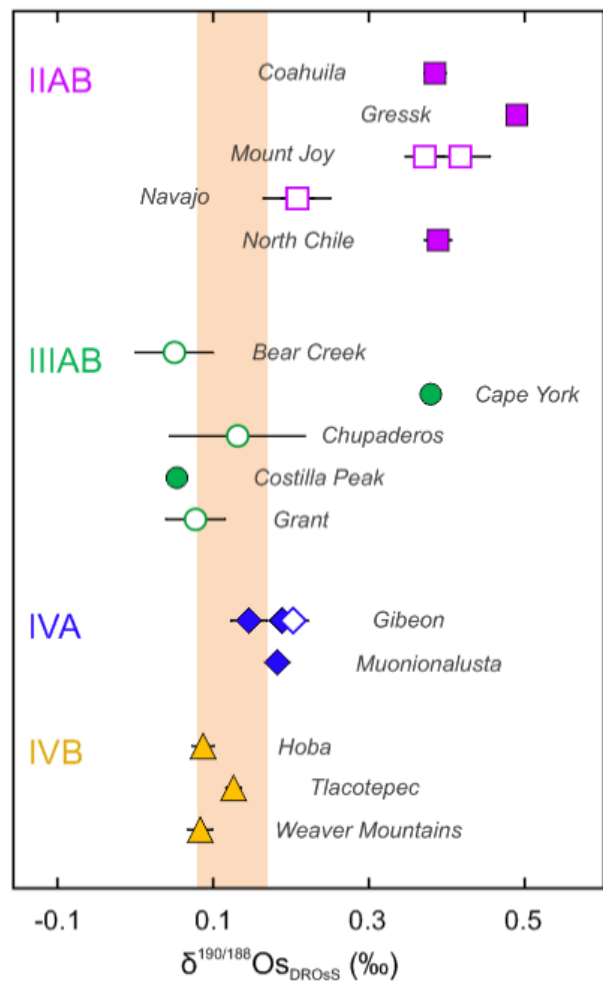 IIAB
Coahuila
Gressk
Mount Joy
Navajo
North Chile
IIIAB
Bear Creek
Cape York
Chupaderos
Costilla Peak
Grant
IVA
Gibeon
Muonionalusta
IVB
Hoba
Tlacotepec
Weaver Mountains
-0.1 0.1 0.3 0.5
δ190/188OsDROsS (‰)